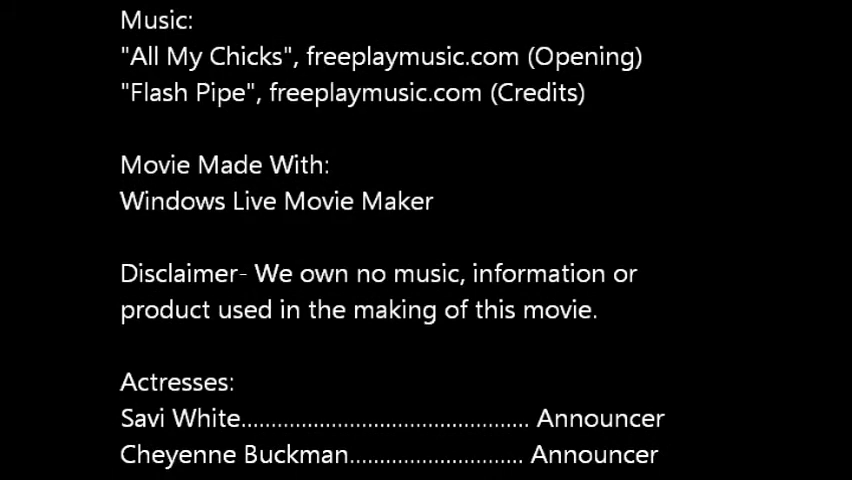 Music:
"All My Chicks", freeplaymusic.com (Opening)
"Flash Pipe", freeplaymusic.com (Credits)
Movie Made With:
Windows Live Movie Maker
Disclaimer- We own no music, information or
product used in the making of this movie.
Actresses:
Savi White................................................ Announcer
Cheyenne Buckman............................. Announcer